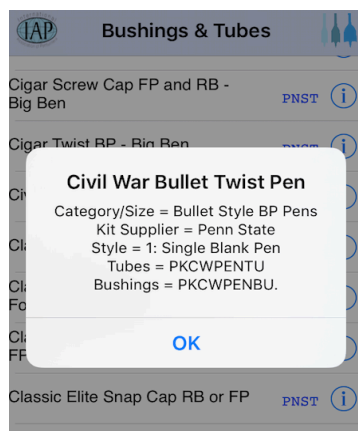 IAP
Bushings & Tubes
Cigar Screw Cap FP and RB -
Big Ben
PNST
i
Cigar Twist BP - Big Ben
PNST
i
Civil War Bullet Twist Pen
Category/Size = Bullet Style BP Pens
Kit Supplier = Penn State
Style = 1: Single Blank Pen
Tubes = PKCWPENTU
Bushings = PKCWPENBU.
OK
Classic Elite Snap Cap RB or FP
PNST
i